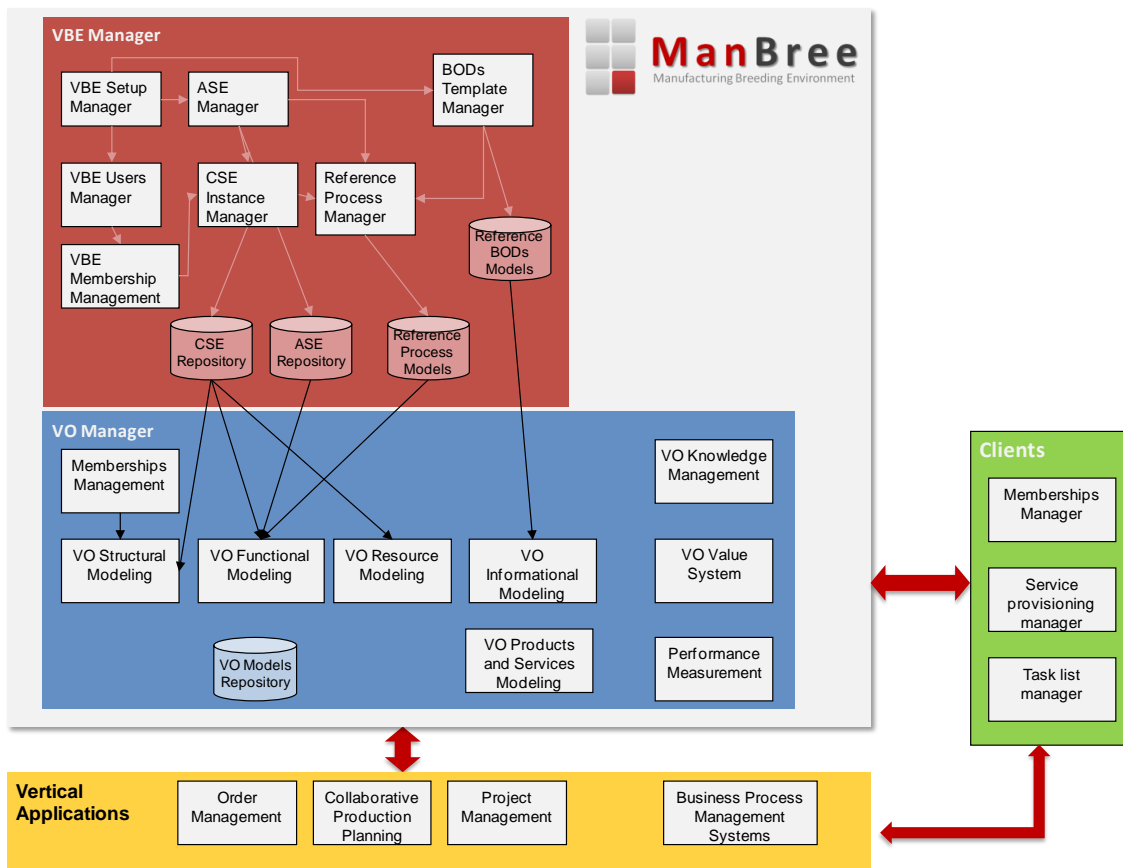 VBE Manager
ManBree
Manufacturing Breeding Environment
VBE Setup
Manager
ASE
Manager
BODs
Template
Manager
VBE Users
Manager
CSE
Instance
Manager
Reference
Process
Manager
VBE
Membership
Management
Reference
BODs
Models
CSE
Repository
ASE
Repository
Reference
Process
Models
VO Manager
Memberships
Management
VO Knowledge
Management
VO Structural
Modeling
VO Functional
Modeling
VO Resource
Modeling
VO
Informational
Modeling
VO Value
System
VO Models
Repository
VO Products
and Services
Modeling
Performance
Measurement
Clients
Memberships
Manager
Service
provisioning
manager
Task list
manager
Vertical
Applications
Order
Management
Collaborative
Production
Planning
Project
Management
Business Process
Management
Systems